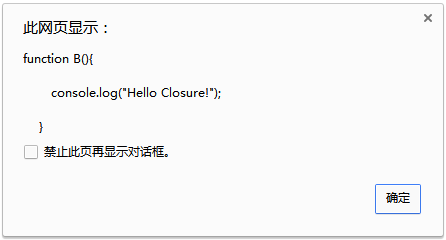 此网页显示：
function B(){
console.log("Hello Closure!");
}
禁止此页再显示对话框。
确定